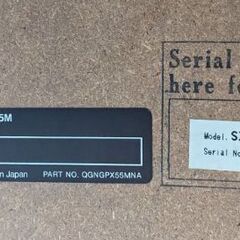 Serial
here fo
5M
n Japan PART NO. QGNGPX55MNA
Model. S
Serial No